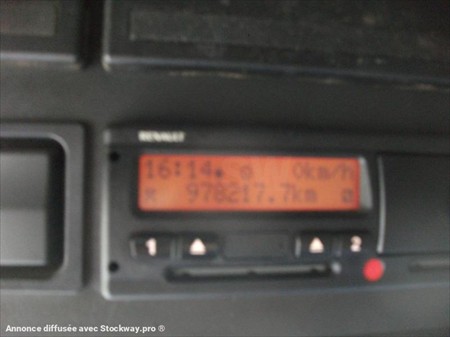 RENAULT
16:14 0km/h
978217.7km
1 2
Annonce diffusée avec Stockway.pro ®